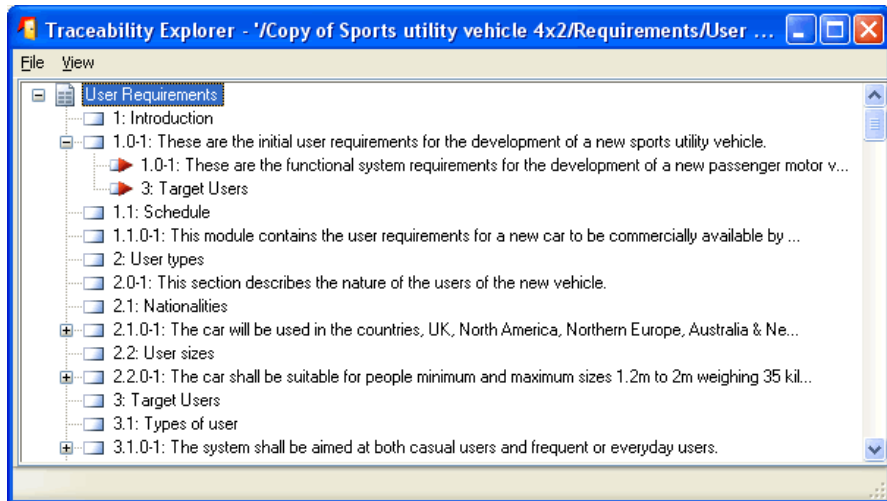 Traceability Explorer - '/Copy of Sports utility vehicle 4x2/Requirements/User ...
File View
User Requirements
1: Introduction
1.0-1: These are the initial user requirements for the development of a new sports utility vehicle.
1.0-1: These are the functional system requirements for the development of a new passenger motor v...
3: Target Users
1.1: Schedule
1.1.0-1: This module contains the user requirements for a new car to be commercially available by ...
2: User types
2.0-1: This section describes the nature of the users of the new vehicle.
2.1: Nationalities
2.1.0-1: The car will be used in the countries, UK, North America, Northern Europe, Australia & Ne...
2.2: User sizes
2.2.0-1: The car shall be suitable for people minimum and maximum sizes 1.2m to 2m weighing 35 kil...
3: Target Users
3.1: Types of user
3.1.0-1: The system shall be aimed at both casual users and frequent or everyday users.